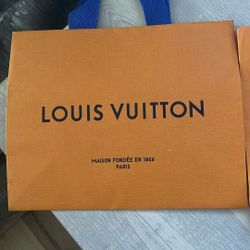 LOUIS VUITTON
MAISON FONDÉE EN 1854
PARIS